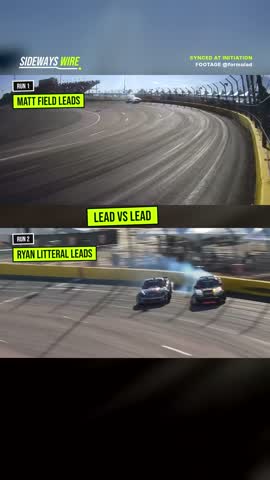 SIDEWAYS WIRE
SYNCED AT INITIATION
FOOTAGE @formulad
RUN 1
MATT FIELD LEADS
LEAD VS LEAD
RUN 2
RYAN LITTERAL LEADS